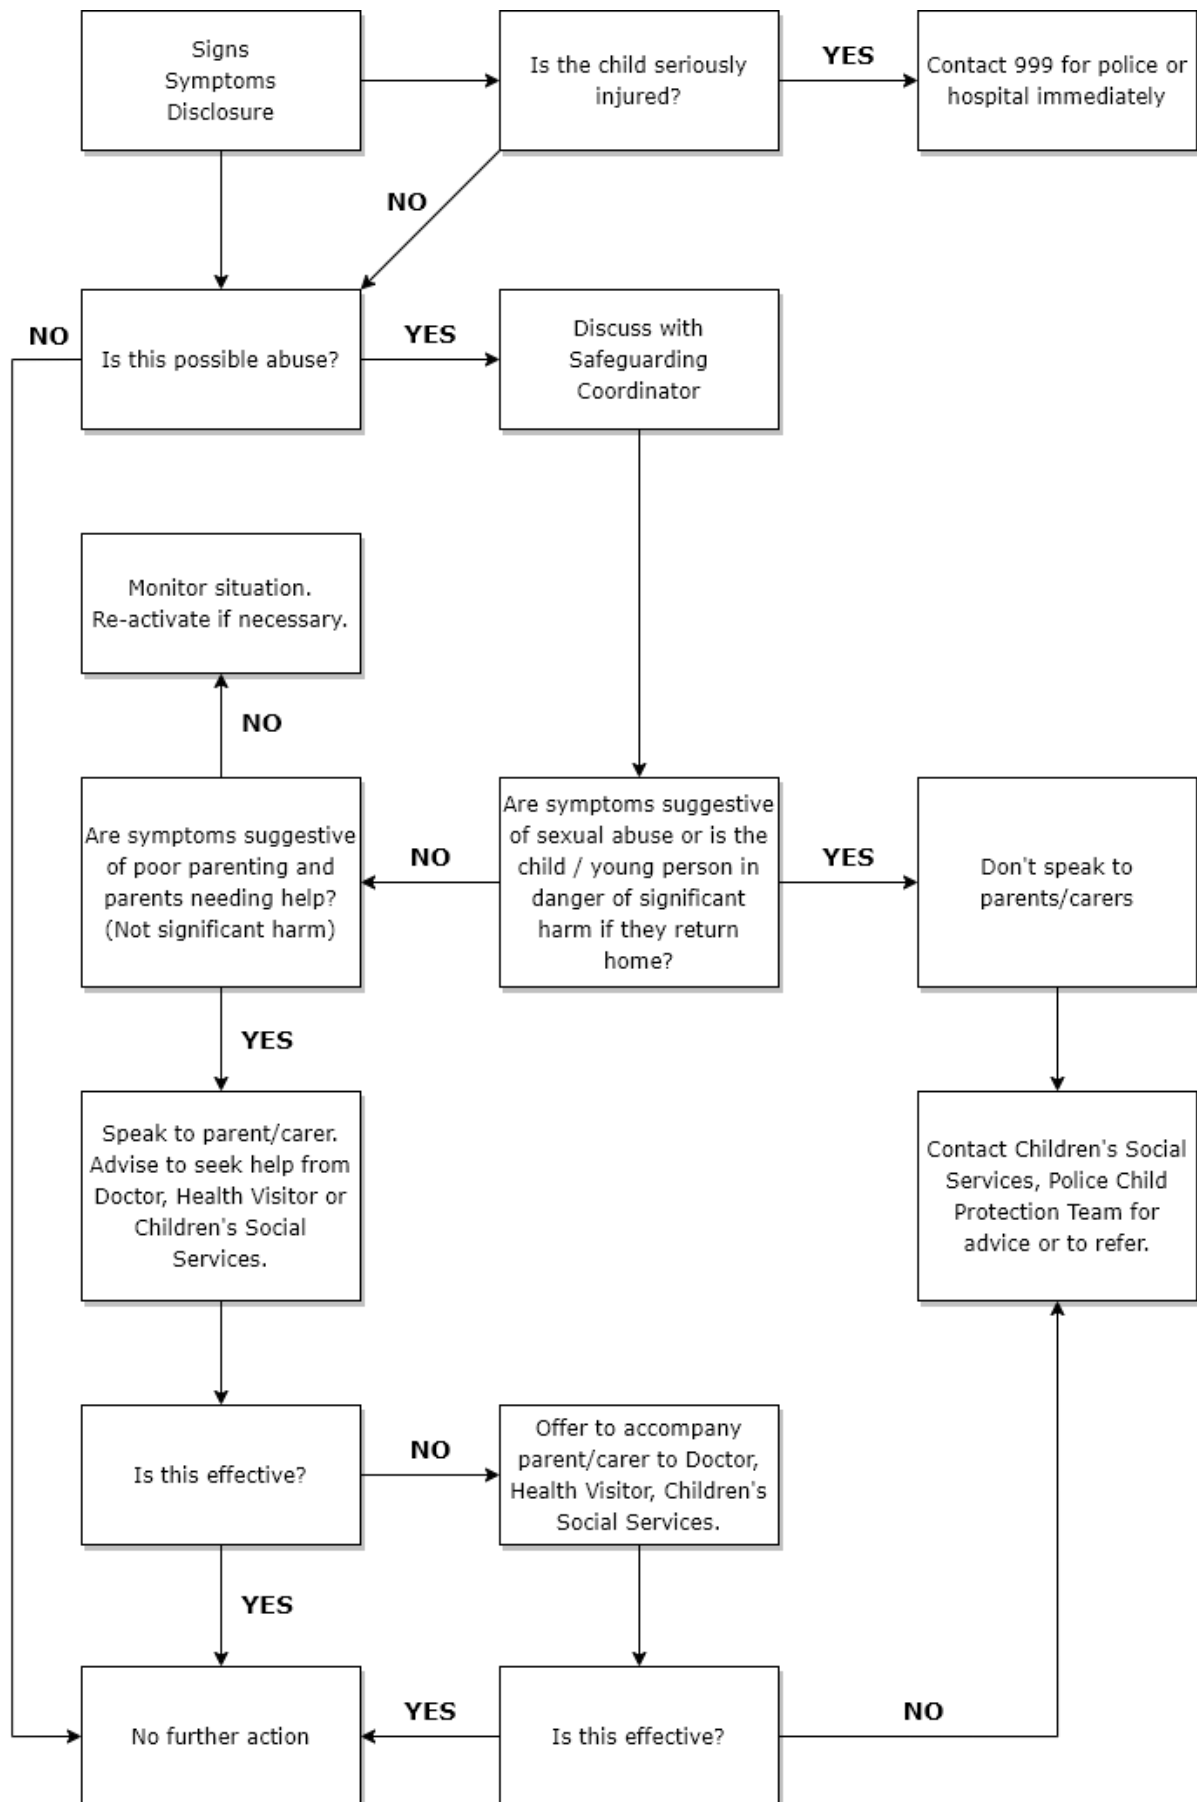 Signs
Symptoms
Disclosure
Is the child seriously
injured?
YES
Contact 999 for police or
hospital immediately
NO
NO
Is this possible abuse?
YES
Discuss with
Safeguarding
Coordinator
Monitor situation.
Re-activate if necessary.
NO
Are symptoms suggestive
of poor parenting and
parents needing help?
(Not significant harm)
NO
Are symptoms suggestive
of sexual abuse or is the
child / young person in
danger of significant
harm if they return
home?
YES
Don't speak to
parents/carers
YES
Speak to parent/carer.
Advise to seek help from
Doctor, Health Visitor or
Children's Social
Services.
Contact Children's Social
Services, Police Child
Protection Team for
advice or to refer.
Is this effective?
NO
Offer to accompany
parent/carer to Doctor,
Health Visitor, Children's
Social Services.
YES
No further action
YES
Is this effective?
NO